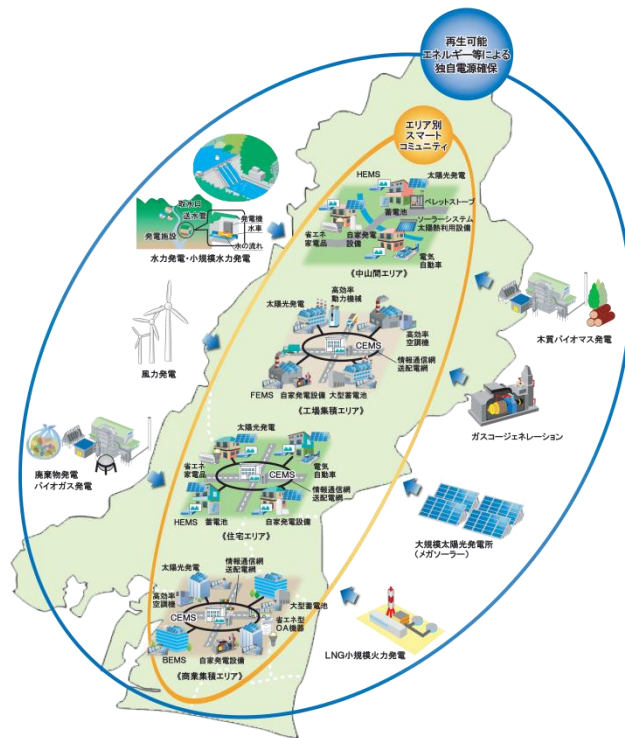 再生可能
エネルギー等による
独自電源確保
エリア別
スマート
コミュニティ
HEMS
太陽光発電
蓄電池
ペレットストーブ
ソーラーシステム
太陽熱利用設備
省エネ
家電品
自家発電
設備
電気
自動車
《中山間エリア》
取水口
送水管
発電施設
発電機
水車
水の流れ
水力発電・小規模水力発電
太陽光発電
高効率
動力機械
高効率
空調機
CEMS
情報通信網
送配電網
FEMS
自家発電設備
大型蓄電池
《工場集積エリア》
風力発電
木質バイオマス発電
ガスコージェネレーション
太陽光発電
省エネ
家電品
電気
自動車
CEMS
情報通信網
送配電網
HEMS
蓄電池
自家発電設備
《住宅エリア》
廃棄物発電
バイオガス発電
大規模太陽光発電所
（メガソーラー）
太陽光発電
情報通信網
送配電網
高効率
空調機
大型蓄電池
CEMS
省エネ型
OA機器
BEMS
自家発電設備
《商業集積エリア》
LNG小規模火力発電